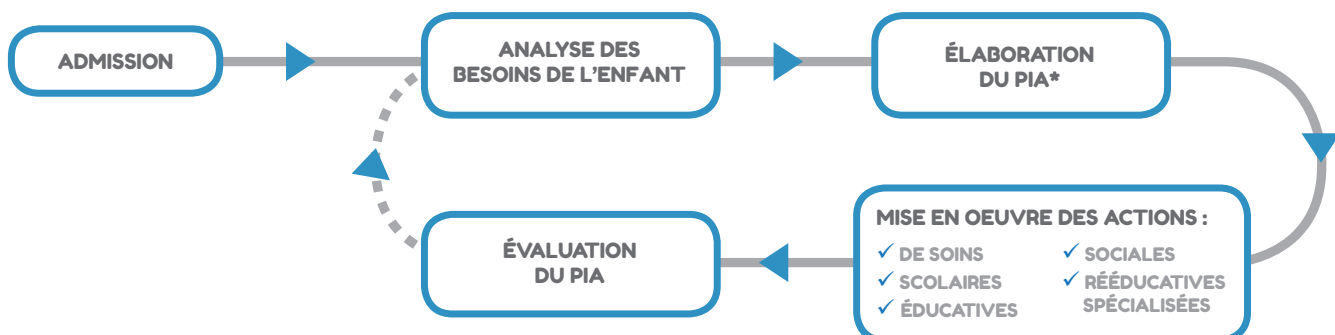 ADMISSION
ANALYSE DES
BESOINS DE L'ENFANT
ÉLABORATION
DU PIA*
MISE EN OEUVRE DES ACTIONS :
✓ DE SOINS
✓ SCOLAIRES
✓ ÉDUCATIVES
✓ SOCIALES
✓ RÉÉDUCATIVES
SPÉCIALISÉES
ÉVALUATION
DU PIA